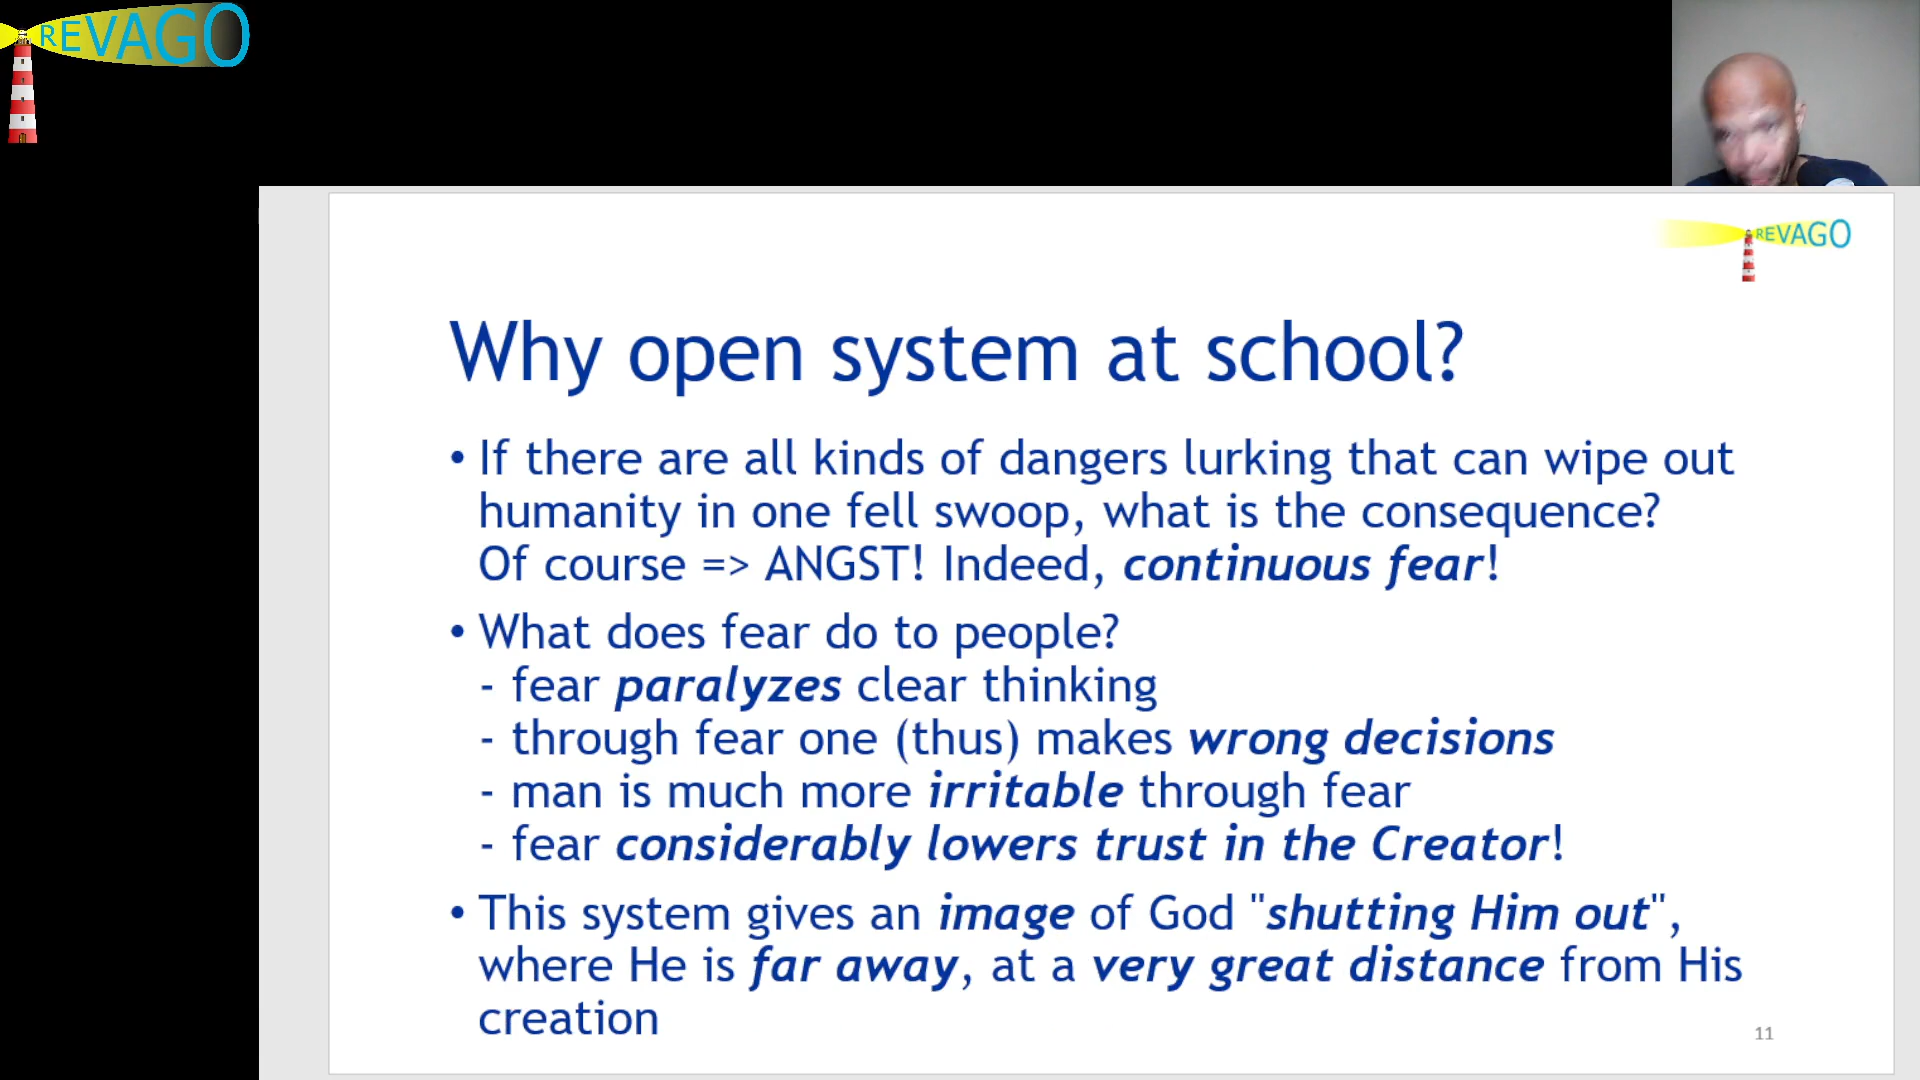 REVAGO
REVAGO
Why open system at school?
• If there are all kinds of dangers lurking that can wipe out
humanity in one fell swoop, what is the consequence?
Of course => ANGST! Indeed, continuous fear!
• What does fear do to people?
- fear paralyzes clear thinking
- through fear one (thus) makes wrong decisions
- man is much more irritable through fear
- fear considerably lowers trust in the Creator!
• This system gives an image of God "shutting Him out",
where He is far away, at a very great distance from His
creation
11